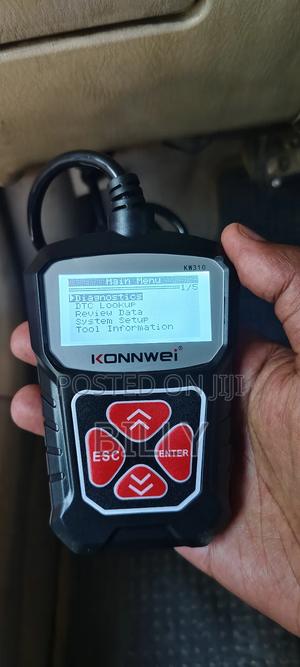 KW310
Main Menu
1/5
Diagnostics
DTC Lookup
Review Data
System Setup
Tool Information
KONNWEI
POSTED ON JIJI
BILLY
ESC
ENTER